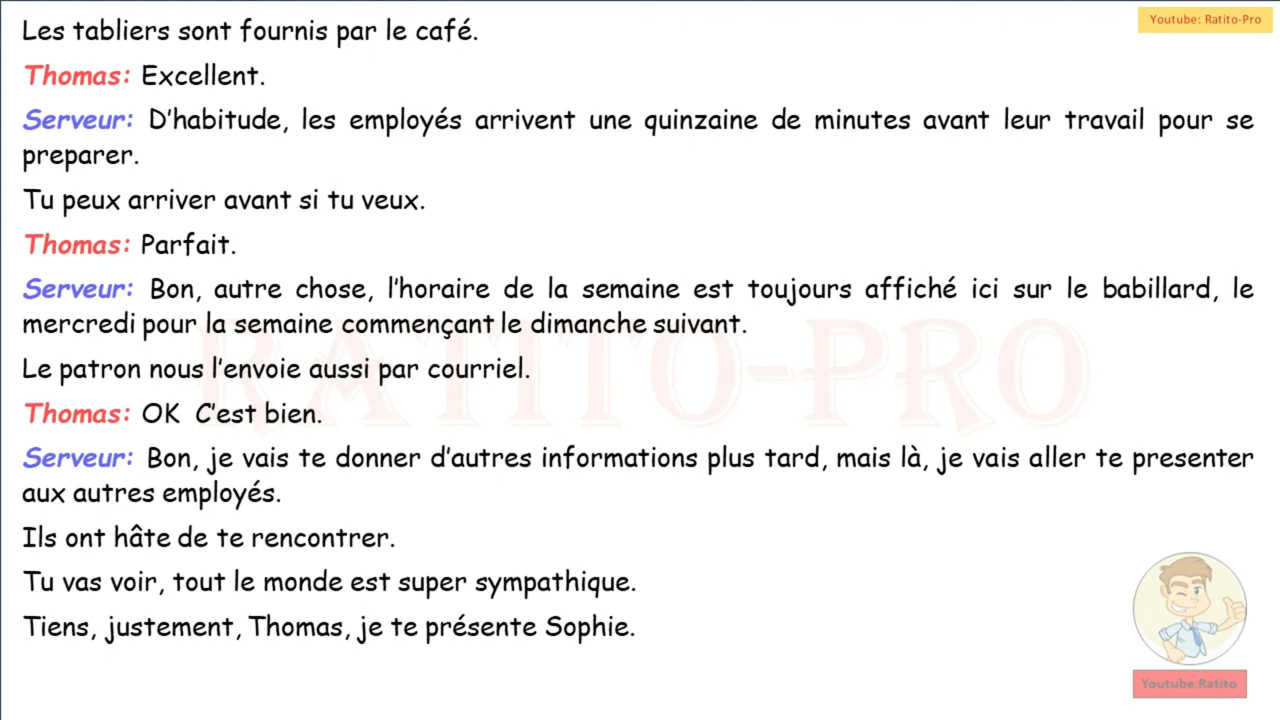 Youtube: Ratito-Pro
Les tabliers sont fournis par le café.
Thomas: Excellent.
Serveur: D'habitude, les employés arrivent une quinzaine de minutes avant leur travail pour se
preparer.
Tu peux arriver avant si tu veux.
Thomas: Parfait.
Serveur: Bon, autre chose, l'horaire de la semaine est toujours affiché ici sur le babillard, le
mercredi pour la semaine commençant le dimanche suivant.
Le patron nous l'envoie aussi par courriel.
RATITO-PRO
Thomas: OK C'est bien.
Serveur: Bon, je vais te donner d'autres informations plus tard, mais là, je vais aller te presenter
aux autres employés.
Ils ont hâte de te rencontrer.
Tu vas voir, tout le monde est super sympathique.
Tiens, justement, Thomas, je te présente Sophie.
Youtube:Ratito